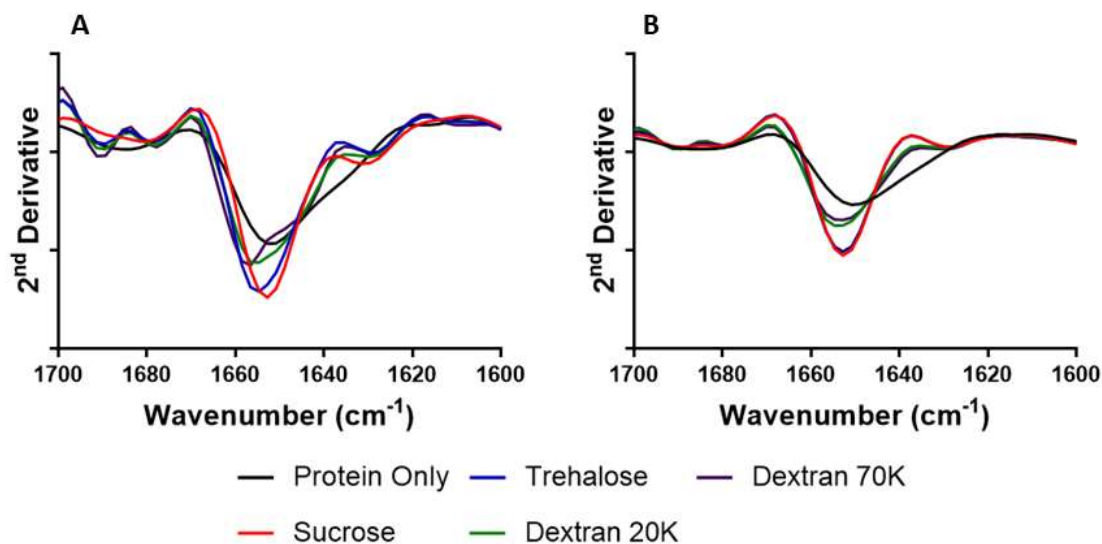 A
B
2nd Derivative
2nd Derivative
1700 1680 1660 1640 1620 1600
1700 1680 1660 1640 1620 1600
Wavenumber (cm-1)
Wavenumber (cm-1)
Protein Only
Trehalose
Dextran 70K
Sucrose
Dextran 20K